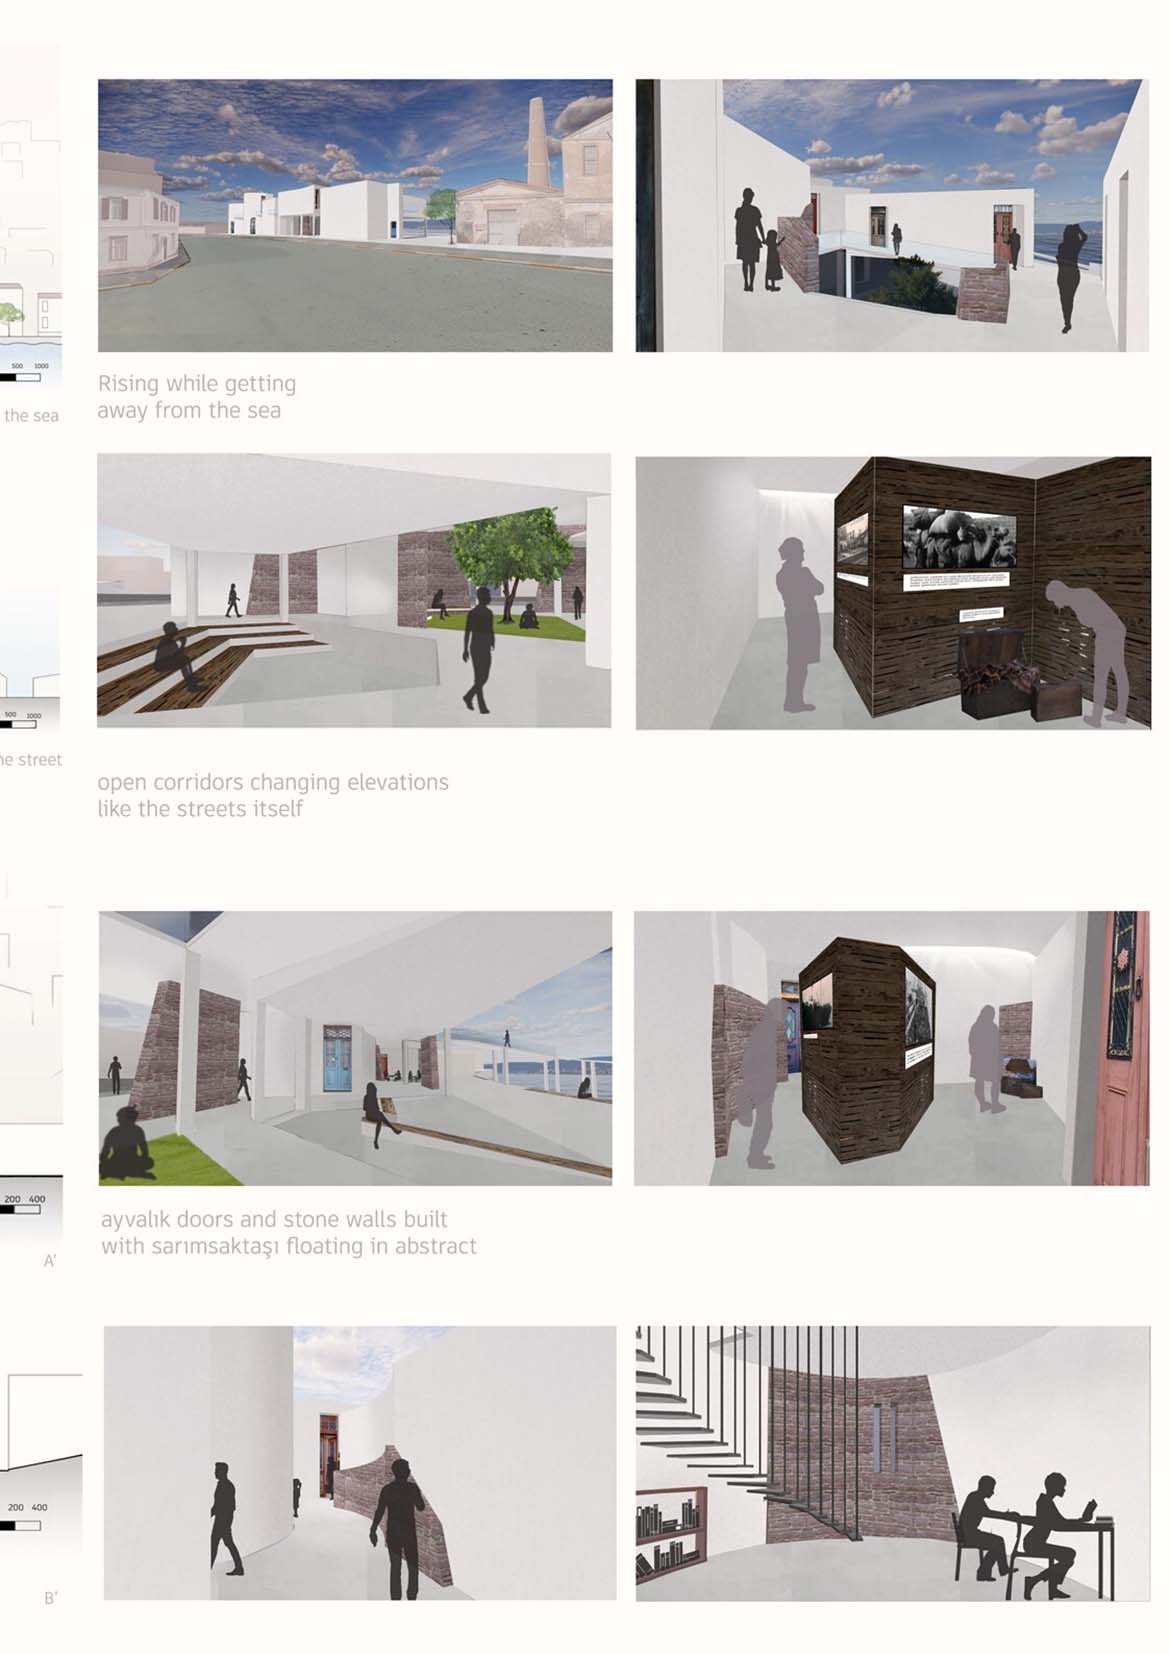 500 1000
the sea
Rising while getting
away from the sea
500 1000
e street
open corridors changing elevations
like the streets itself
200 400
A'
ayvalık doors and stone walls built
with sarımsaktaşı floating in abstract
200 400
B'